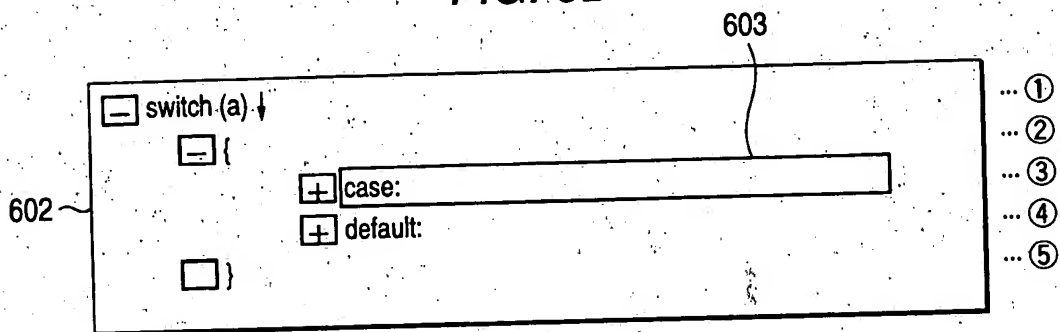 603
− switch (a) ↓ ... ①
− { ... ②
+ case: ... ③
602
+ default: ... ④
} ... ⑤